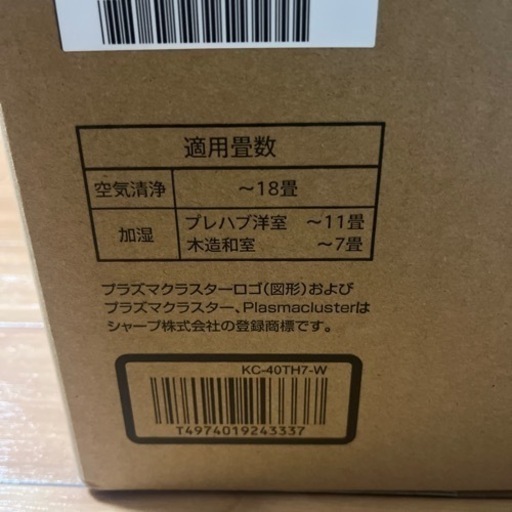 適用畳数
空気清浄 ～18畳
加湿 プレハブ洋室 ～11畳
木造和室 ～7畳
プラズマクラスターロゴ(図形)および
プラズマクラスター、Plasmaclusterは
シャープ株式会社の登録商標です。
KC-40TH7-W
T4974019243337